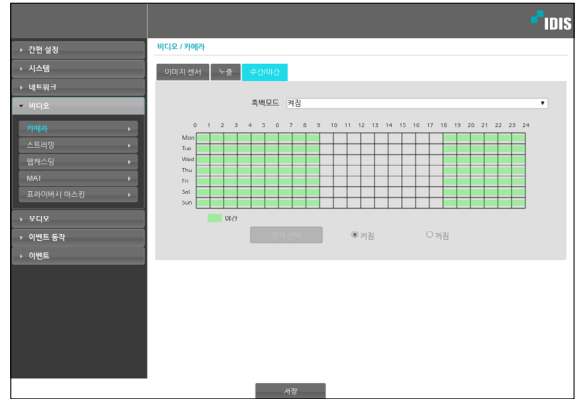 IDIS
간편 설정
시스템
네트워크
비디오
카메라
스트리밍
웹캐스팅
MAT
프라이버시 마스킹
오디오
이벤트 동작
이벤트
비디오 / 카메라
이미지 센서 노출 주간/야간
흑백모드 켜짐
0 1 2 3 4 5 6 7 8 9 10 11 12 13 14 15 16 17 18 19 20 21 22 23 24
Mon
Tue
Wed
Thu
Fri
Sat
Sun
야간
전체 선택 켜짐 꺼짐
저장